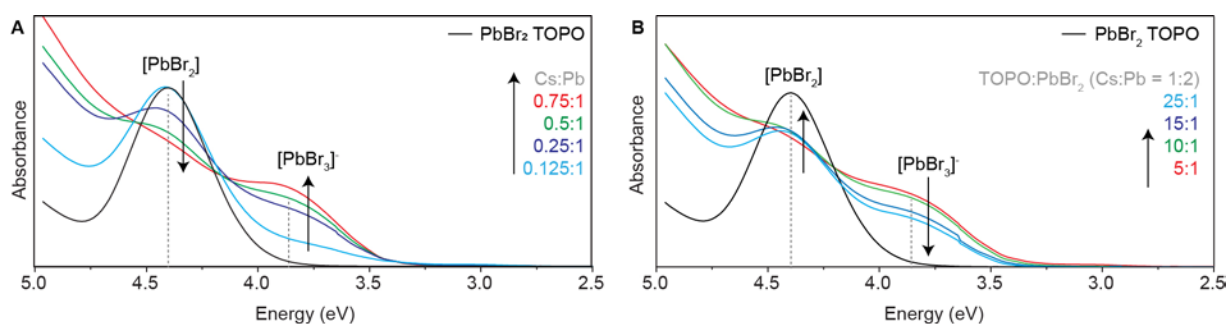 A
— PbBr₂ TOPO
[PbBr₂]
Cs:Pb
0.75:1
0.5:1
0.25:1
0.125:1
[PbBr₃]⁻
Absorbance
5.0 4.5 4.0 3.5 3.0 2.5
Energy (eV)
B
— PbBr₂ TOPO
[PbBr₂]
TOPO:PbBr₂ (Cs:Pb = 1:2)
25:1
15:1
10:1
5:1
[PbBr₃]⁻
Absorbance
5.0 4.5 4.0 3.5 3.0 2.5
Energy (eV)